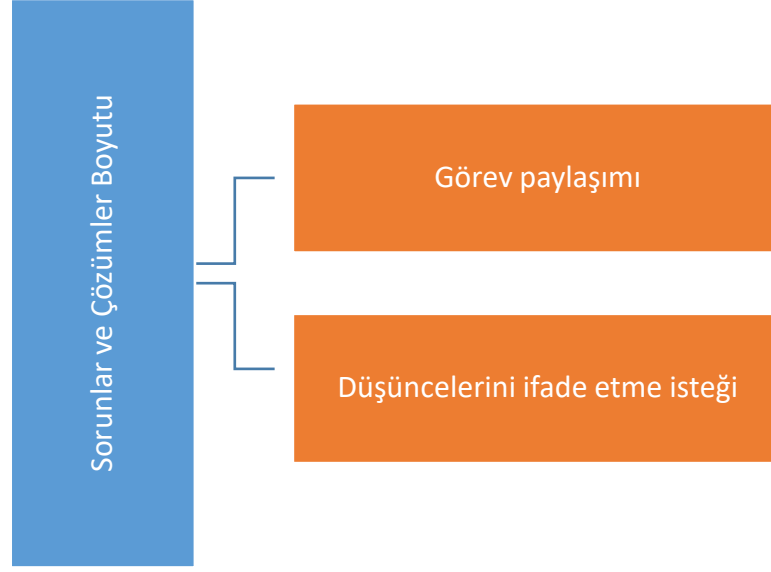 Sorunlar ve Çözümler Boyutu
Görev paylaşımı
Düşüncelerini ifade etme isteği